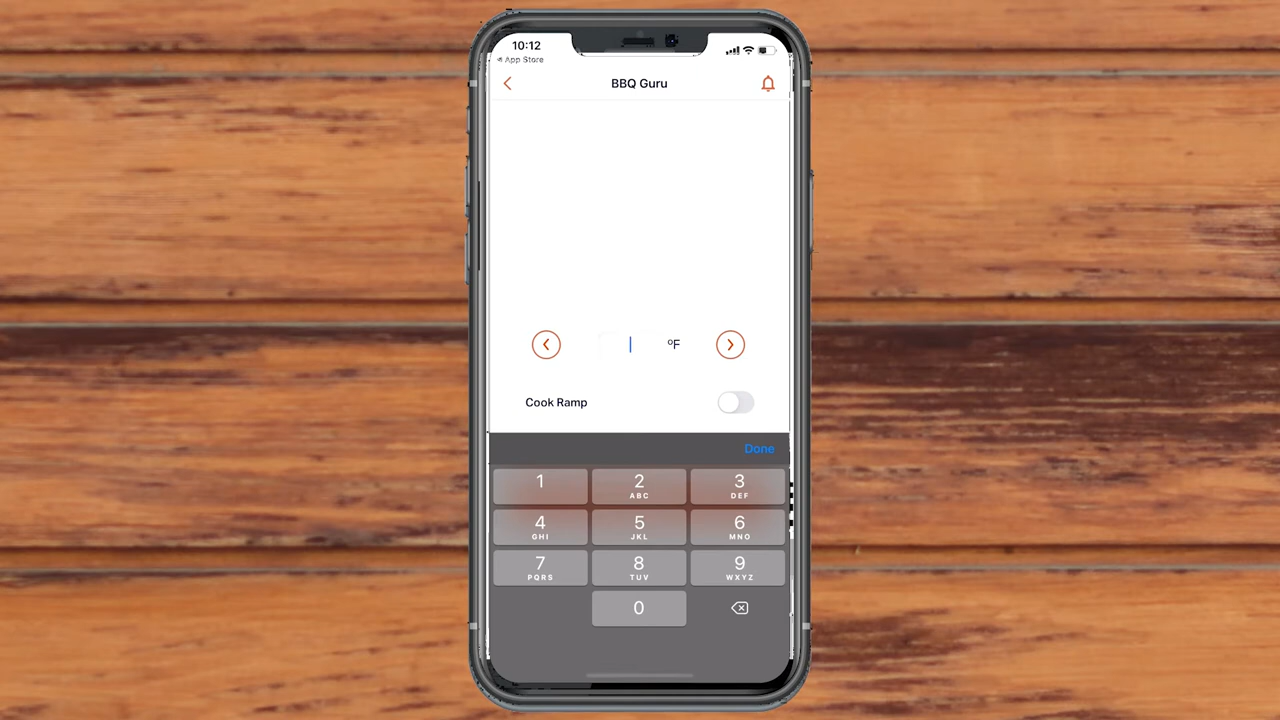 10:12
App Store
BBQ Guru
°F
Cook Ramp
Done
1 2 3
ABC DEF
4 5 6
GHI JKL MNO
7 8 9
PQRS TUV WXYZ
0